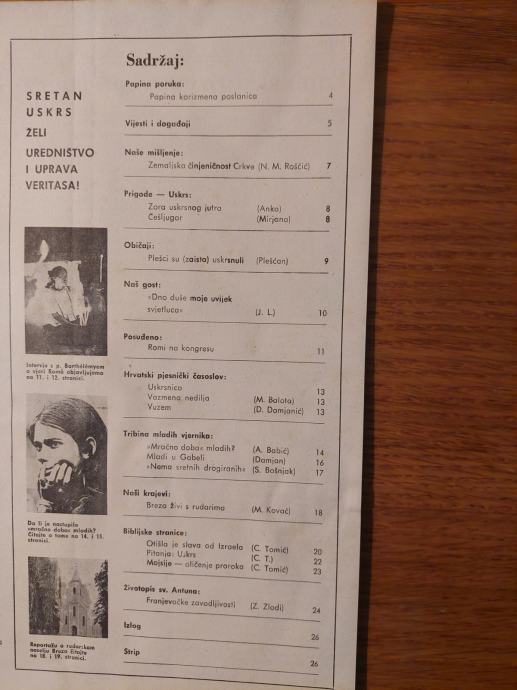 SRETAN
USKRS
ŽELI
UREDNIŠTVO
I UPRAVA
VERITASA!
Intervju s p. Barthélémyem
o vjeri Roma objavljujemo
na 11. i 12. stranici.
Da li je nastupilo
»mračno doba« mladih?
Čitajte o tome na 14. i 15.
stranici.
Reportažu o rudarskom
naselju Breza čitajte
na 18. i 19. stranici.
Sadržaj:
Papina poruka:
Papina korizmena poslanica 4
Vijesti i događaji 5
Naše mišljenje:
Zemaljska činjeničnost Crkve (N. M. Roščić) 7
Prigode — Uskrs:
Zora uskrsnog jutra (Anka) 8
Češljugar (Mirjana) 8
Običaji:
Plešći su (zaista) uskrsnuli (Plešćan) 9
Naš gost:
»Dno duše moje uvijek
svjetluca« (J. L.) 10
Posuđeno:
Romi na kongresu 11
Hrvatski pjesnički časoslov:
Uskrsnica 13
Vazmena nedilja (M. Balota) 13
Vuzem (D. Domjanić) 13
Tribina mladih vjernika:
»Mračno doba« mladih? (A. Babić) 14
Mladi u Gabeli (Damjan) 16
»Nema sretnih drogiranih« (S. Bošnjak) 17
Naši krajevi:
Breza živi s rudarima (M. Kovač) 18
Biblijske stranice:
Otišla je slava od Izraela (C. Tomić) 20
Pitanja: Uskrs (C. T.) 22
Mojsije — oličenje proroka (C. Tomić) 23
Životopis sv. Antuna:
Franjevačke zavodljivosti (Z. Zlodi) 24
Izlog 26
Strip 26